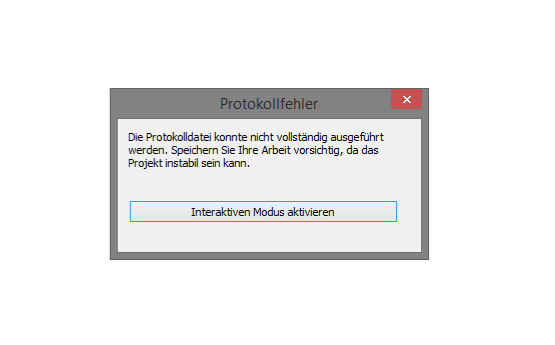 Protokollfehler
Die Protokolldatei konnte nicht vollständig ausgeführt
werden. Speichern Sie Ihre Arbeit vorsichtig, da das
Projekt instabil sein kann.
Interaktiven Modus aktivieren